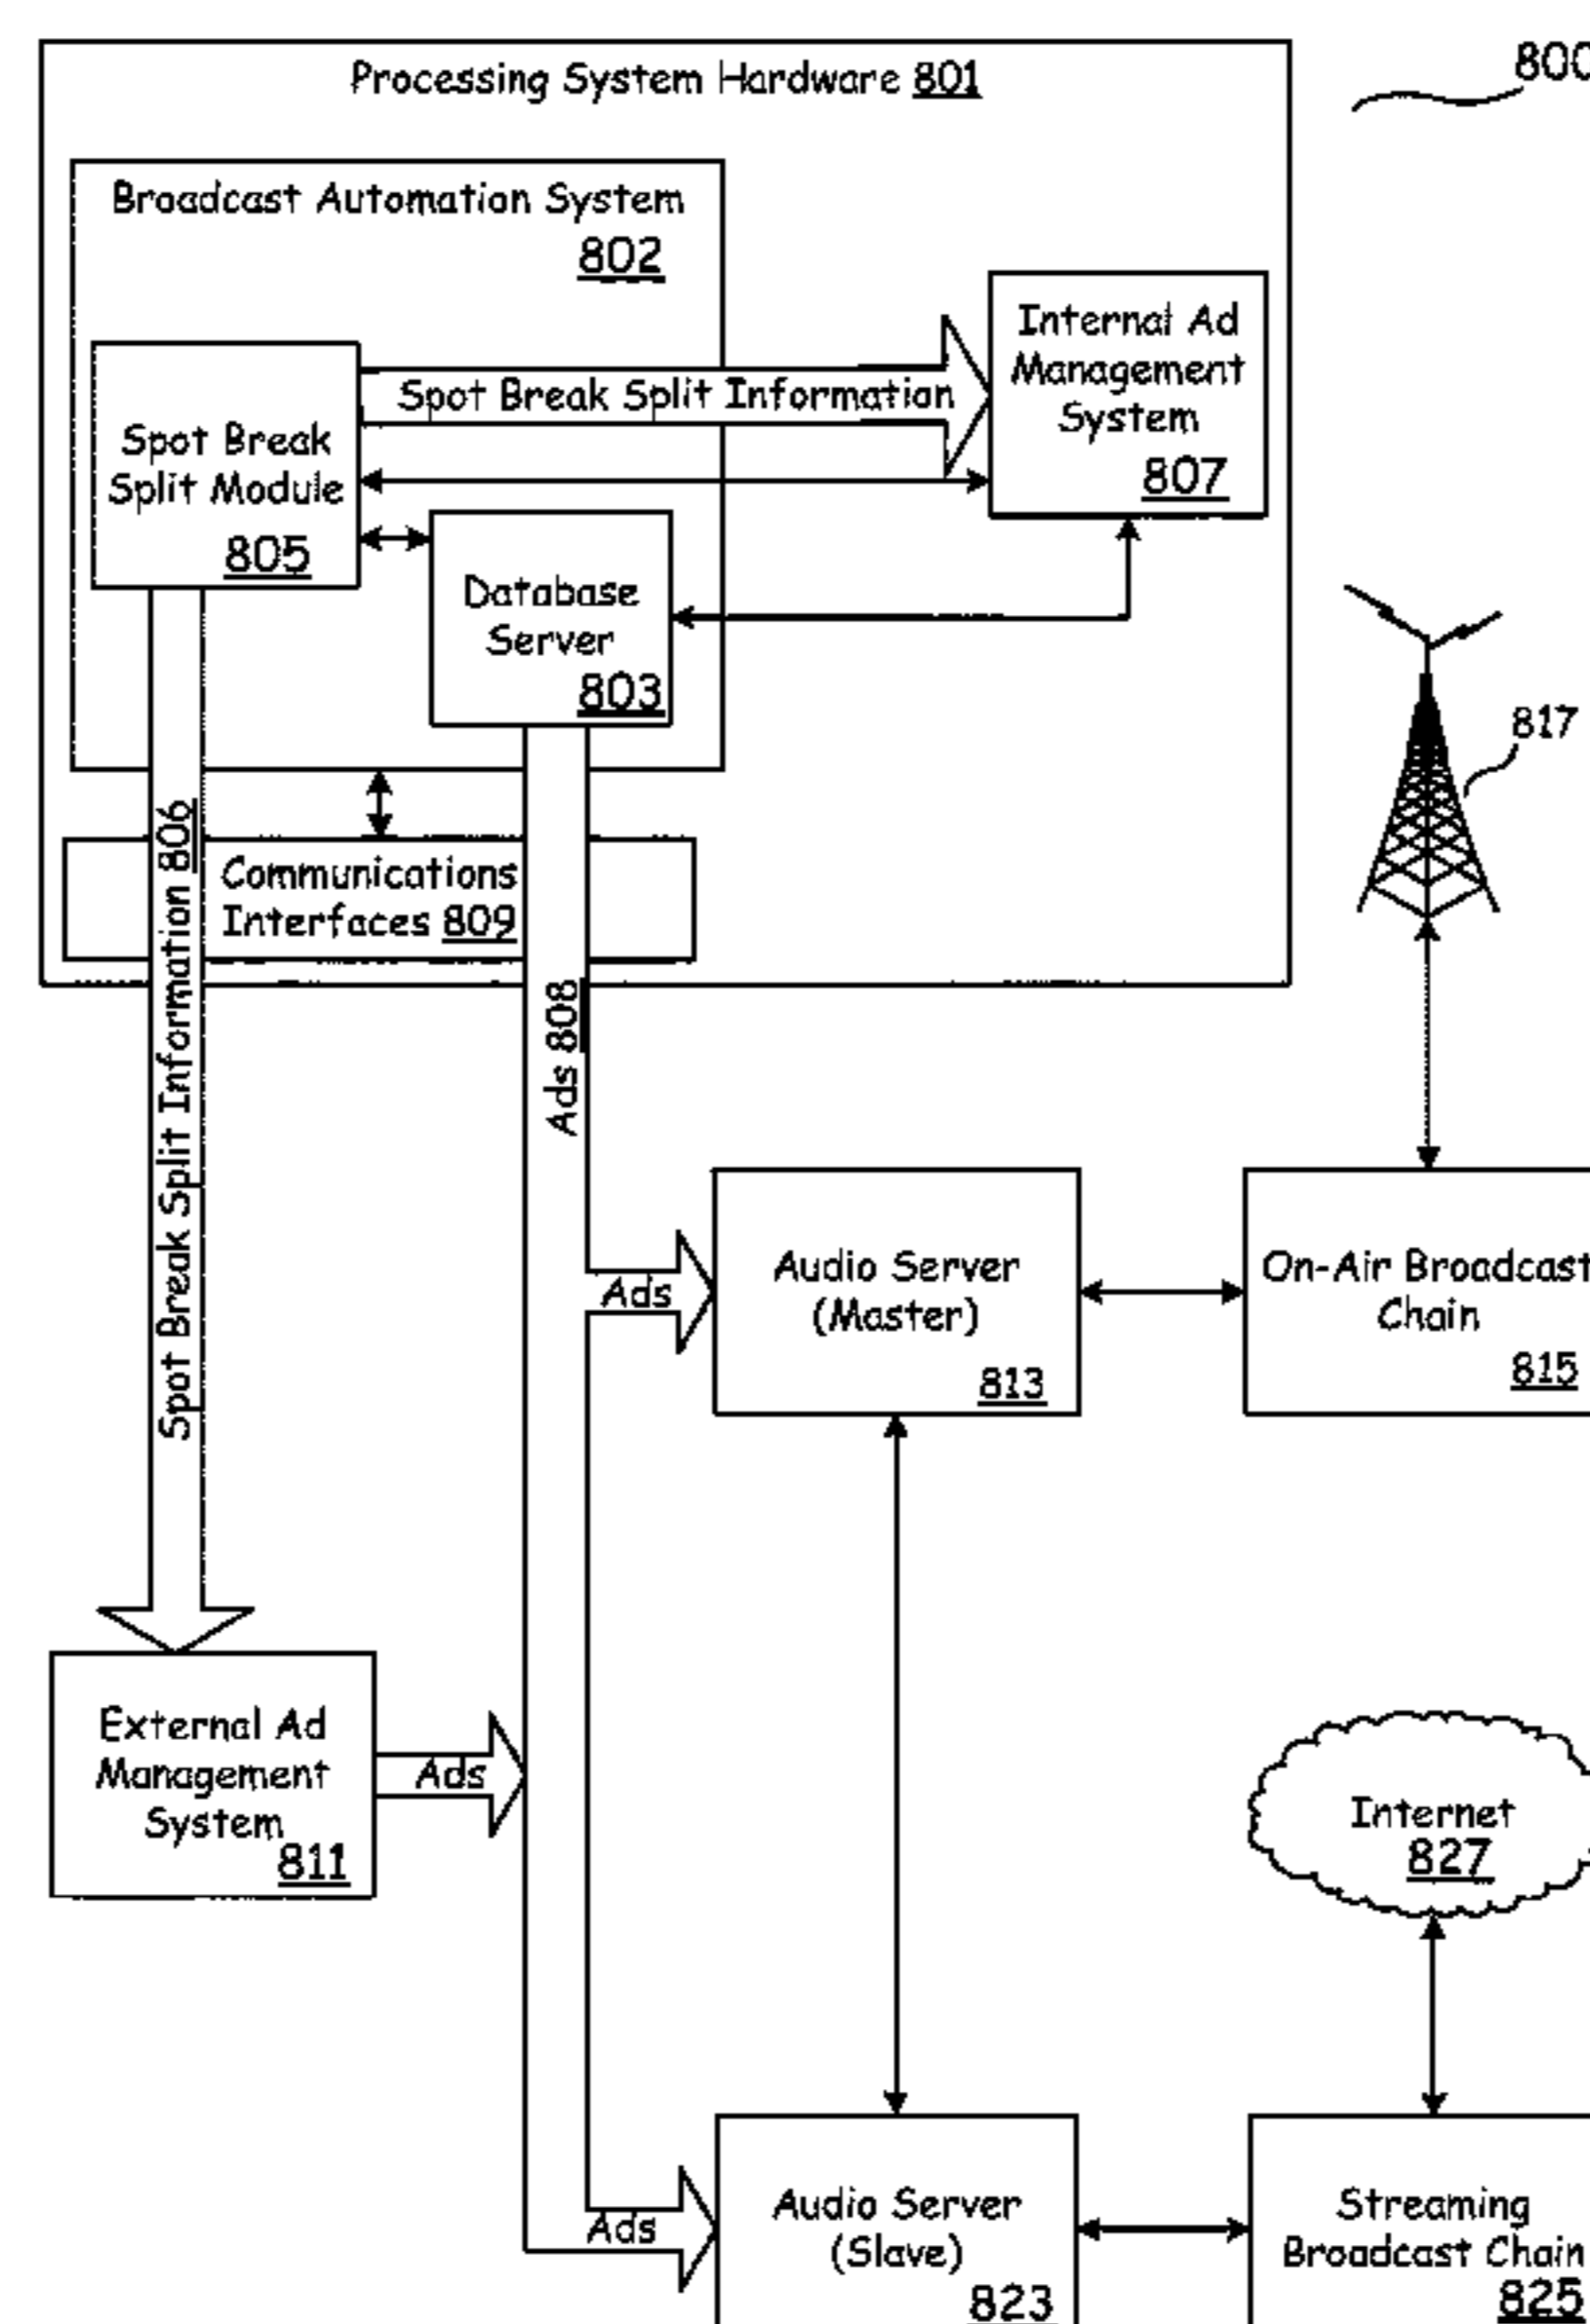 Processing System Hardware 801
800
Broadcast Automation System
802
Internal Ad
Management
System
807
Spot Break Split Information
Spot Break
Split Module
805
Database
Server
803
817
Communications
Interfaces 809
Spot Break Split Information 806
Ads 808
Ads
Audio Server
(Master)
813
On-Air Broadcast
Chain
815
External Ad
Management
System
811
Ads
Internet
827
Ads
Audio Server
(Slave)
823
Streaming
Broadcast Chain
825